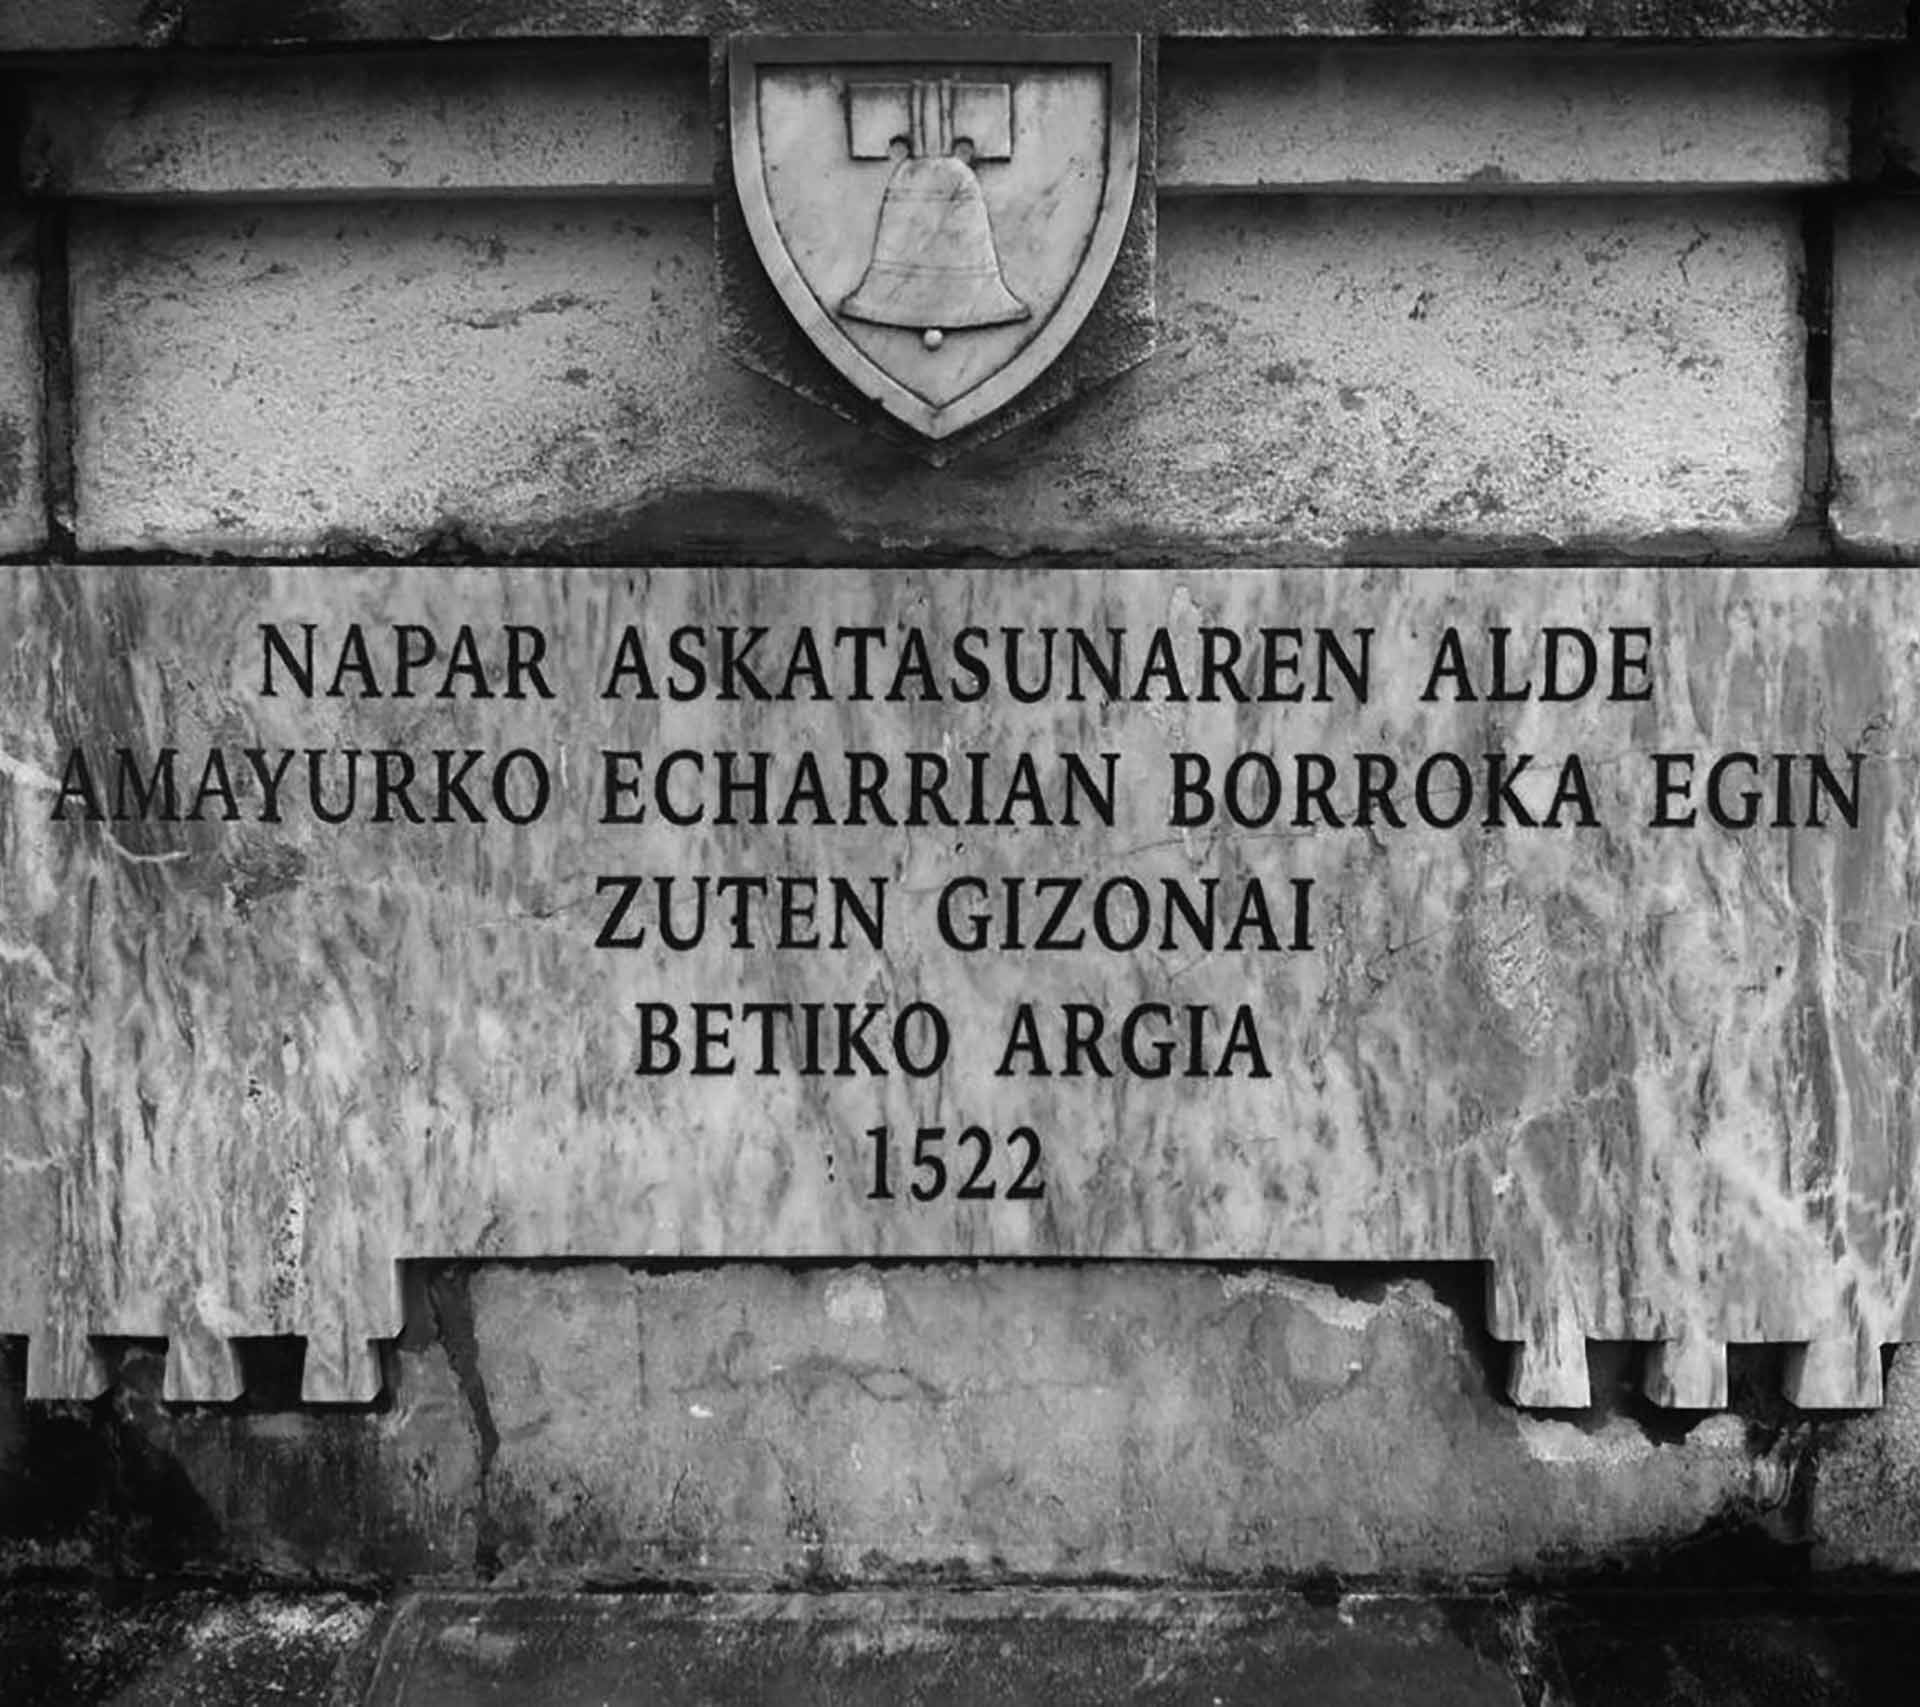 NAPAR ASKATASUNAREN ALDE
AMAYURKO ECHARRIAN BORROKA EGIN
ZUTEN GIZONAI
BETIKO ARGIA
1522